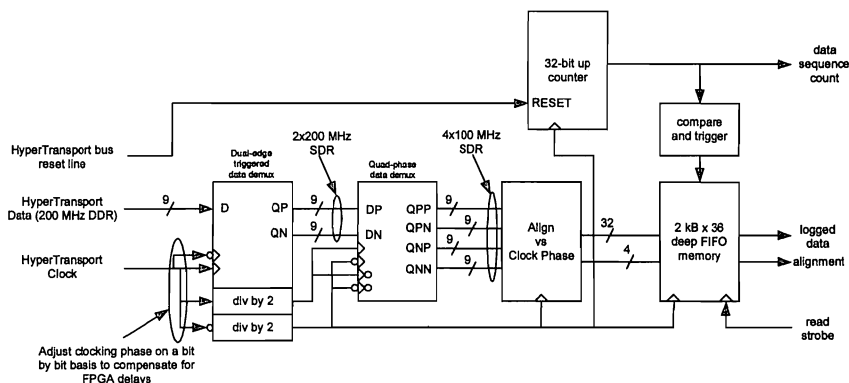 32-bit up
counter
RESET
data
sequence
count
compare
and trigger
HyperTransport bus
reset line
Dual-edge
triggered
data demux
2x200 MHz
SDR
Quad-phase
data demux
4x100 MHz
SDR
HyperTransport
Data (200 MHz DDR)
9
D
QP
QN
9
9
DP
DN
QPP
QPN
QNP
QNN
9
9
9
9
Align
vs
Clock Phase
32
4
2 kB x 36
deep FIFO
memory
logged
data
alignment
HyperTransport
Clock
div by 2
div by 2
read
strobe
Adjust clocking phase on a bit
by bit basis to compensate for
FPGA delays